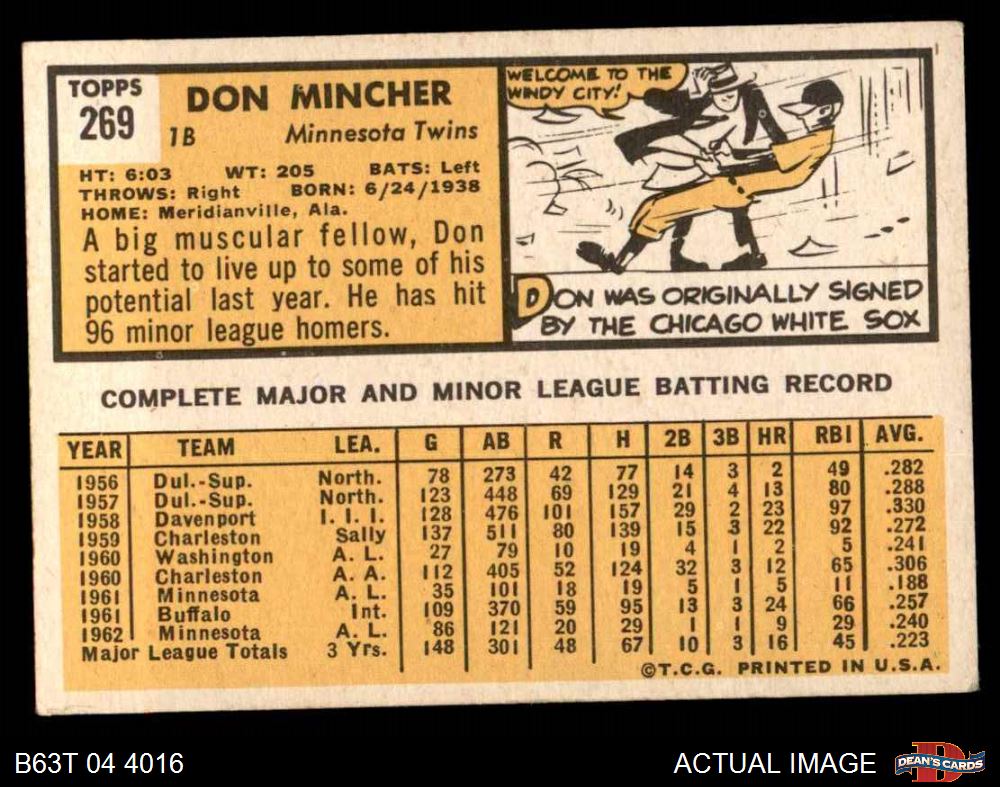 TOPPS
269
DON MINCHER
1B Minnesota Twins
HT: 6:03 WT: 205 BATS: Left
THROWS: Right BORN: 6/24/1938
HOME: Meridianville, Ala.
A big muscular fellow, Don
started to live up to some of his
potential last year. He has hit
96 minor league homers.
WELCOME TO THE
WINDY CITY!
DON WAS ORIGINALLY SIGNED
BY THE CHICAGO WHITE SOX
COMPLETE MAJOR AND MINOR LEAGUE BATTING RECORD
YEAR TEAM LEA. G AB R H 2B 3B HR RBI AVG.
1956 Dul.-Sup. North. 78 273 42 77 14 3 2 49 .282
1957 Dul.-Sup. North. 123 448 69 129 21 4 13 80 .288
1958 Davenport I. I. I. 128 476 101 157 29 2 23 97 .330
1959 Charleston Sally 137 511 80 139 15 3 22 92 .272
1960 Washington A. L. 27 79 10 19 4 1 2 5 .241
1960 Charleston A. A. 112 405 52 124 32 3 12 65 .306
1961 Minnesota A. L. 35 101 18 19 5 1 5 11 .188
1961 Buffalo Int. 109 370 59 95 13 3 24 66 .257
1962 Minnesota A. L. 86 121 20 29 1 1 9 29 .240
Major League Totals 3 Yrs. 148 301 48 67 10 3 16 45 .223
©T.C.G. PRINTED IN U.S.A.
B63T 04 4016 ACTUAL IMAGE
DEAN'S CARDS